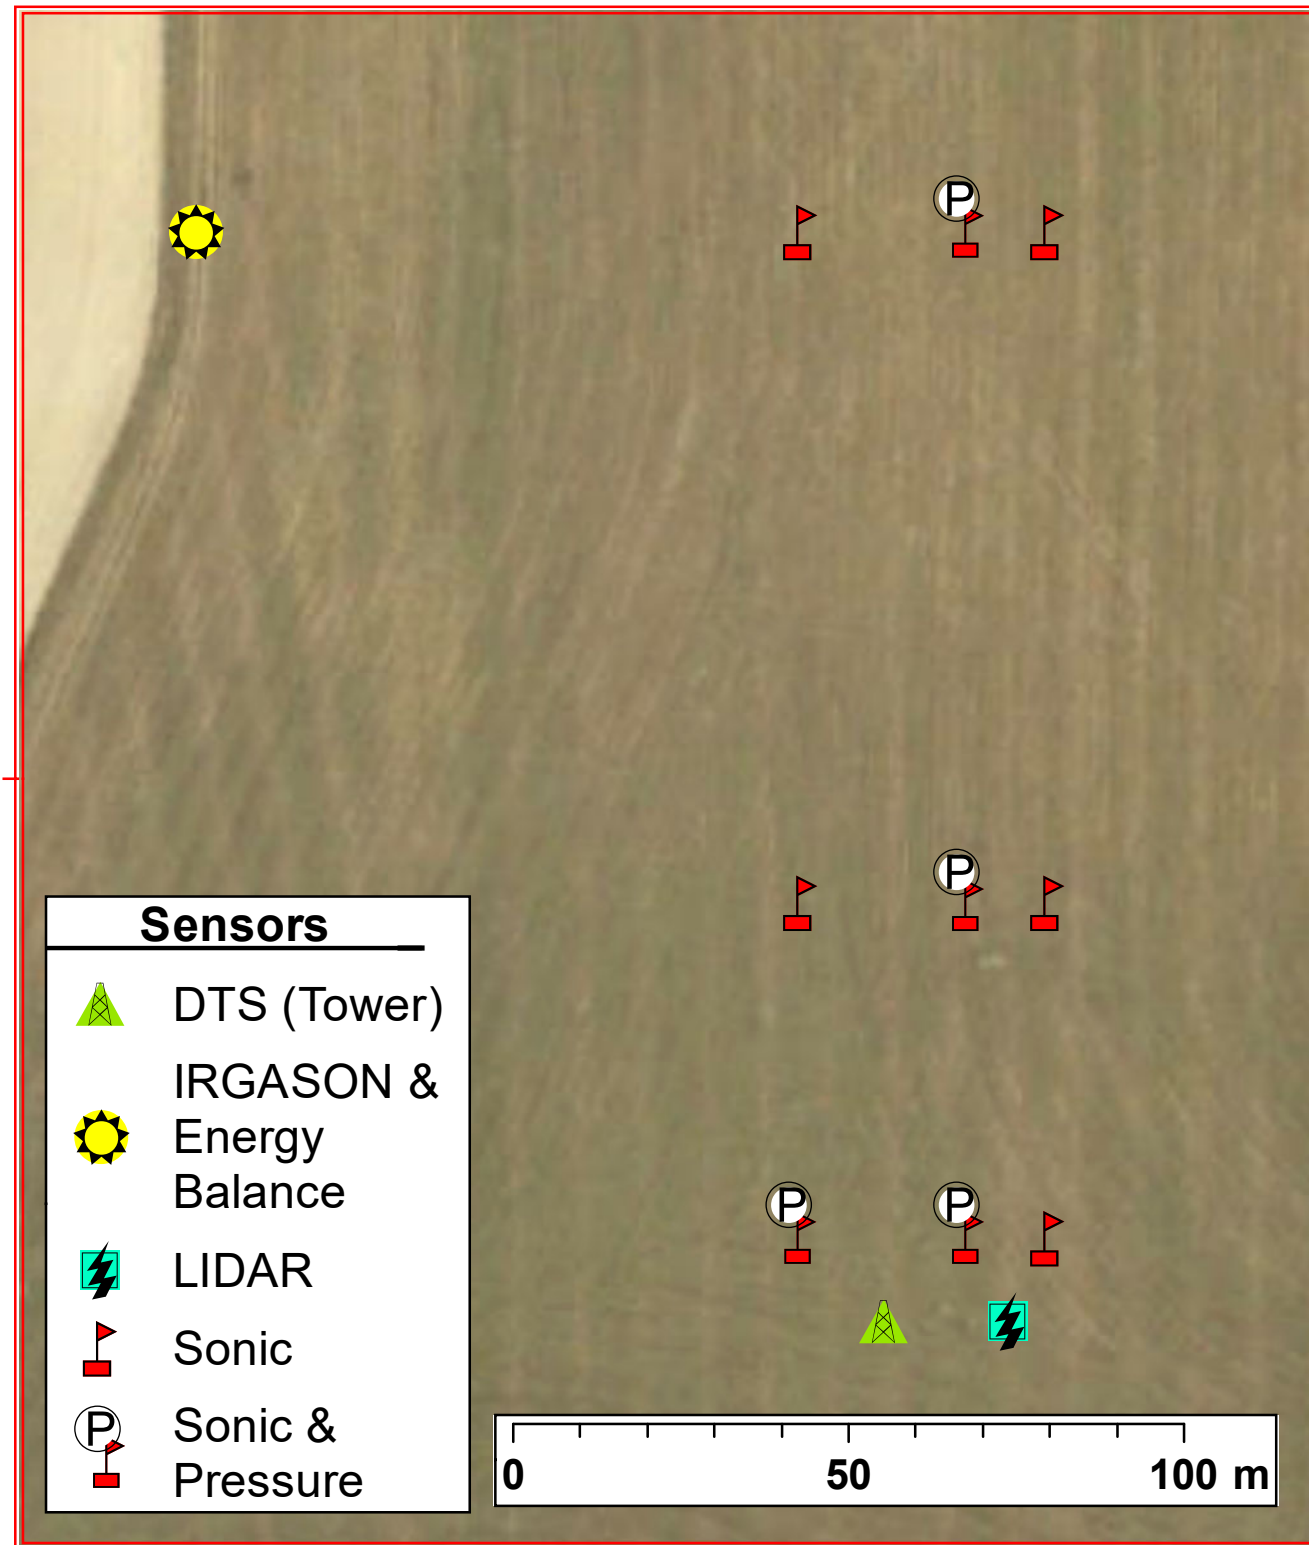 P
P
P
P
Sensors
DTS (Tower)
IRGASON &
Energy
Balance
LIDAR
Sonic
P
Sonic &
Pressure
0 50 100 m